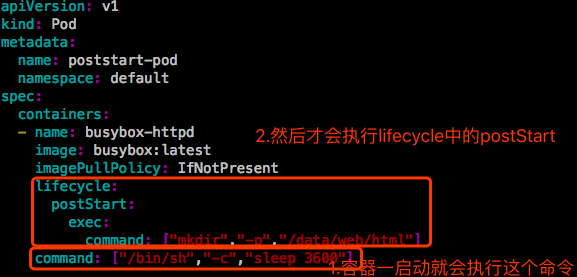 apiVersion: v1
kind: Pod
metadata:
  name: poststart-pod
  namespace: default
spec:
  containers:
  - name: busybox-httpd
    image: busybox:latest
    imagePullPolicy: IfNotPresent
    lifecycle:
      postStart:
        exec:
          command: ["mkdir","-p","/data/web/html"]
    command: ["/bin/sh","-c","sleep 3600"]
2.然后才会执行lifecycle中的postStart
1.容器一启动就会执行这个命令